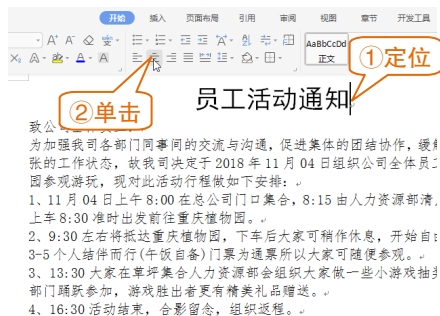 开始 插入 页面布局 引用 审阅 视图 章节 开发工具
AaBbCcDd
正文
①定位
②单击
员工活动通知
致公司
为加强我司各部门同事间的交流与沟通，促进集体的团结协作，缓解
张的工作状态，故我司决定于 2018 年 11 月 04 日组织公司全体员工
园参观游玩，现对此活动行程做如下安排：
1、11 月 04 日上午 8:00 在总公司门口集合，8:15 由人力资源部清
上车 8:30 准时出发前往重庆植物园。
2、9:30 左右将抵达重庆植物园，下车后大家可稍作休息，开始自由
3-5 个人结伴而行(午饭自备)门票为通票所以大家可随便参观。
3、13:30 大家在草坪集合人力资源部会组织大家做一些小游戏抽奖
部门踊跃参加，游戏胜出者更有精美礼品赠送。
4、16:30 活动结束，合影留念，组织返程。